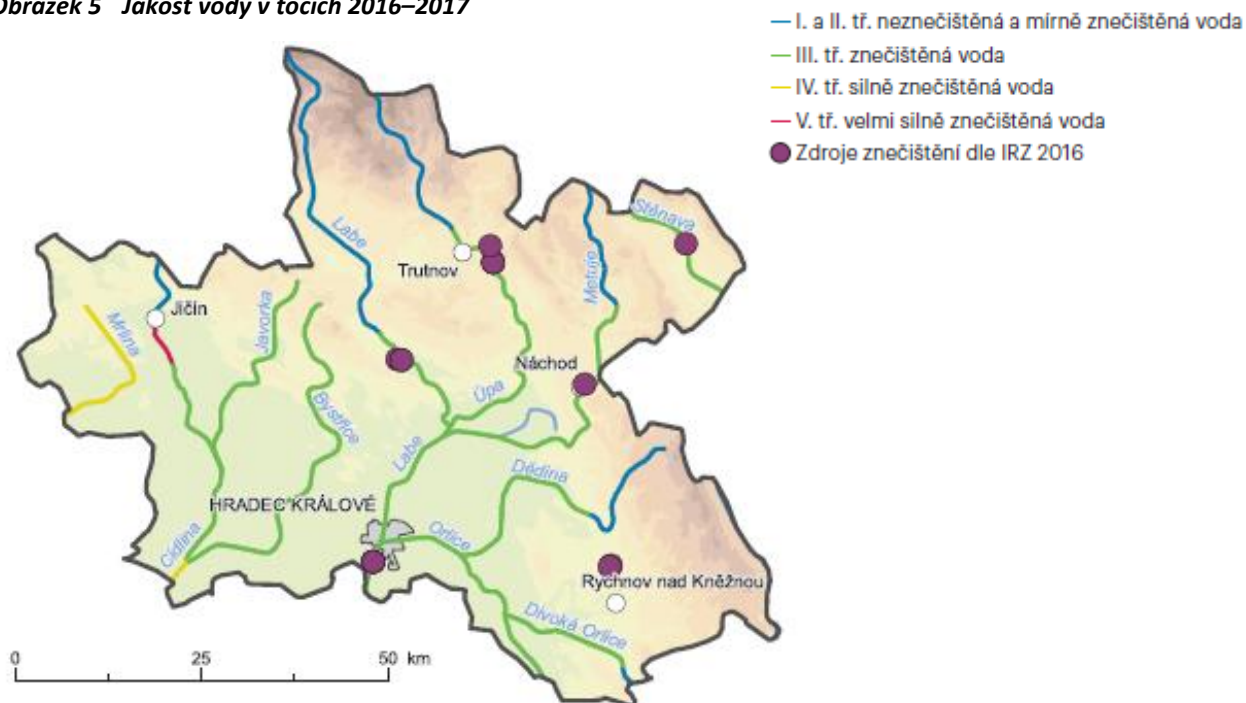 Obrázek 5 Jakost vody v tocích 2016–2017
I. a II. tř. neznečištěná a mírně znečištěná voda
III. tř. znečištěná voda
IV. tř. silně znečištěná voda
V. tř. velmi silně znečištěná voda
Zdroje znečištění dle IRZ 2016
Stěnava
Labe
Trutnov
Metuje
Jičín
Mrlina
Javorka
Náchod
Úpa
Bystřice
Labe
Dědina
HRADEC KRÁLOVÉ
Cidlina
Orlice
Rychnov nad Kněžnou
Divoká Orlice
0 25 50 km